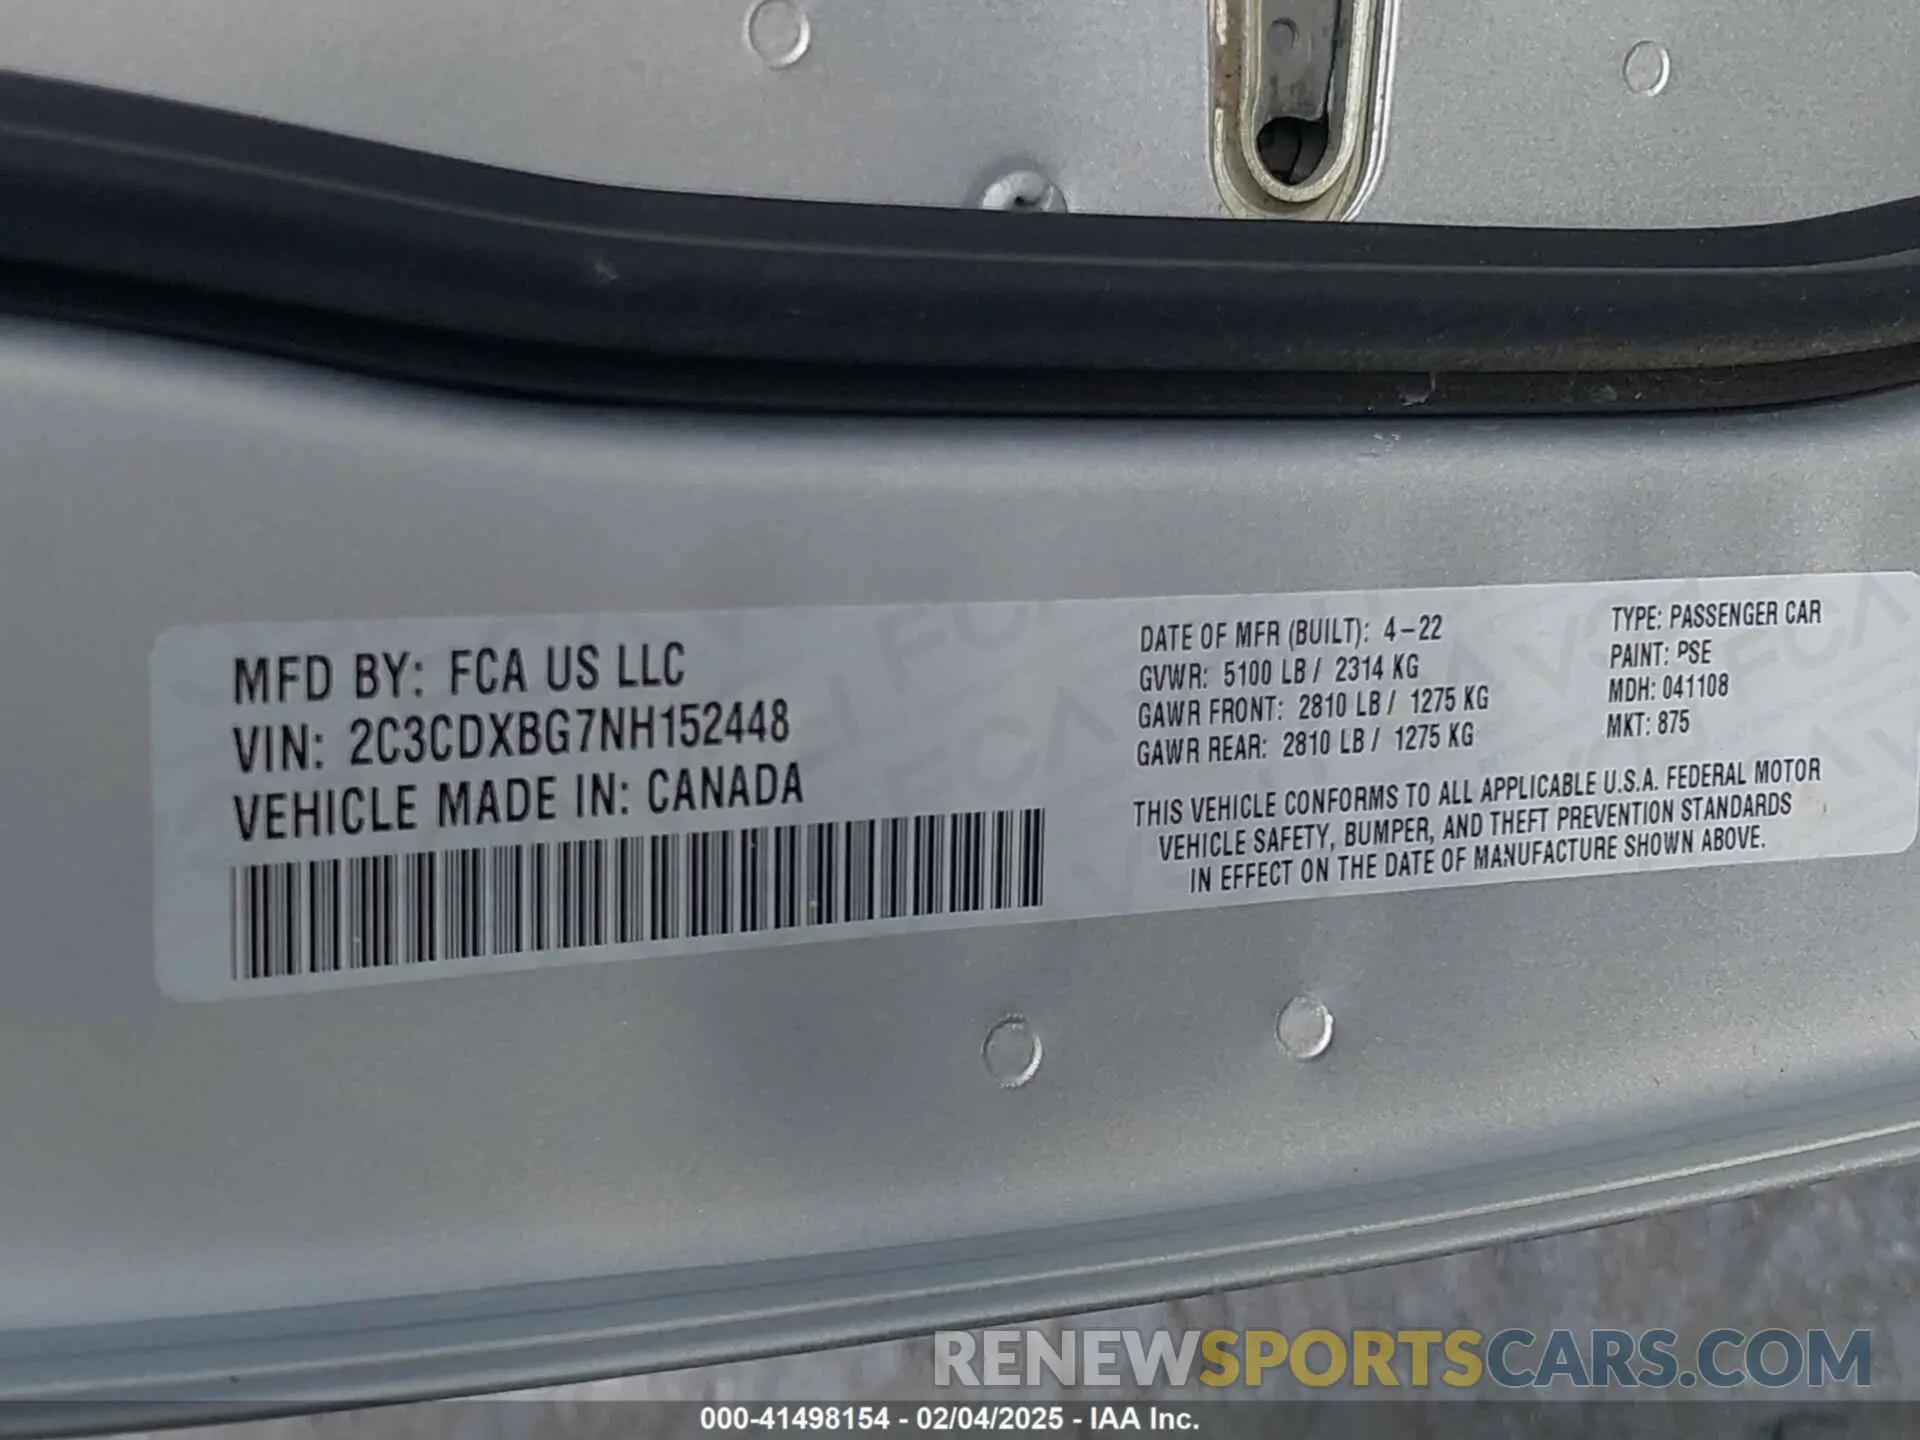 MFD BY: FCA US LLC
VIN: 2C3CDXBG7NH152448
VEHICLE MADE IN: CANADA
DATE OF MFR (BUILT): 4-22
GVWR: 5100 LB / 2314 KG
GAWR FRONT: 2810 LB / 1275 KG
GAWR REAR: 2810 LB / 1275 KG
TYPE: PASSENGER CAR
PAINT: PSE
MDH: 041108
MKT: 875
THIS VEHICLE CONFORMS TO ALL APPLICABLE U.S.A. FEDERAL MOTOR
VEHICLE SAFETY, BUMPER, AND THEFT PREVENTION STANDARDS
IN EFFECT ON THE DATE OF MANUFACTURE SHOWN ABOVE.
RENEWSPORTSCARS.COM
000-41498154 - 02/04/2025 - IAA Inc.